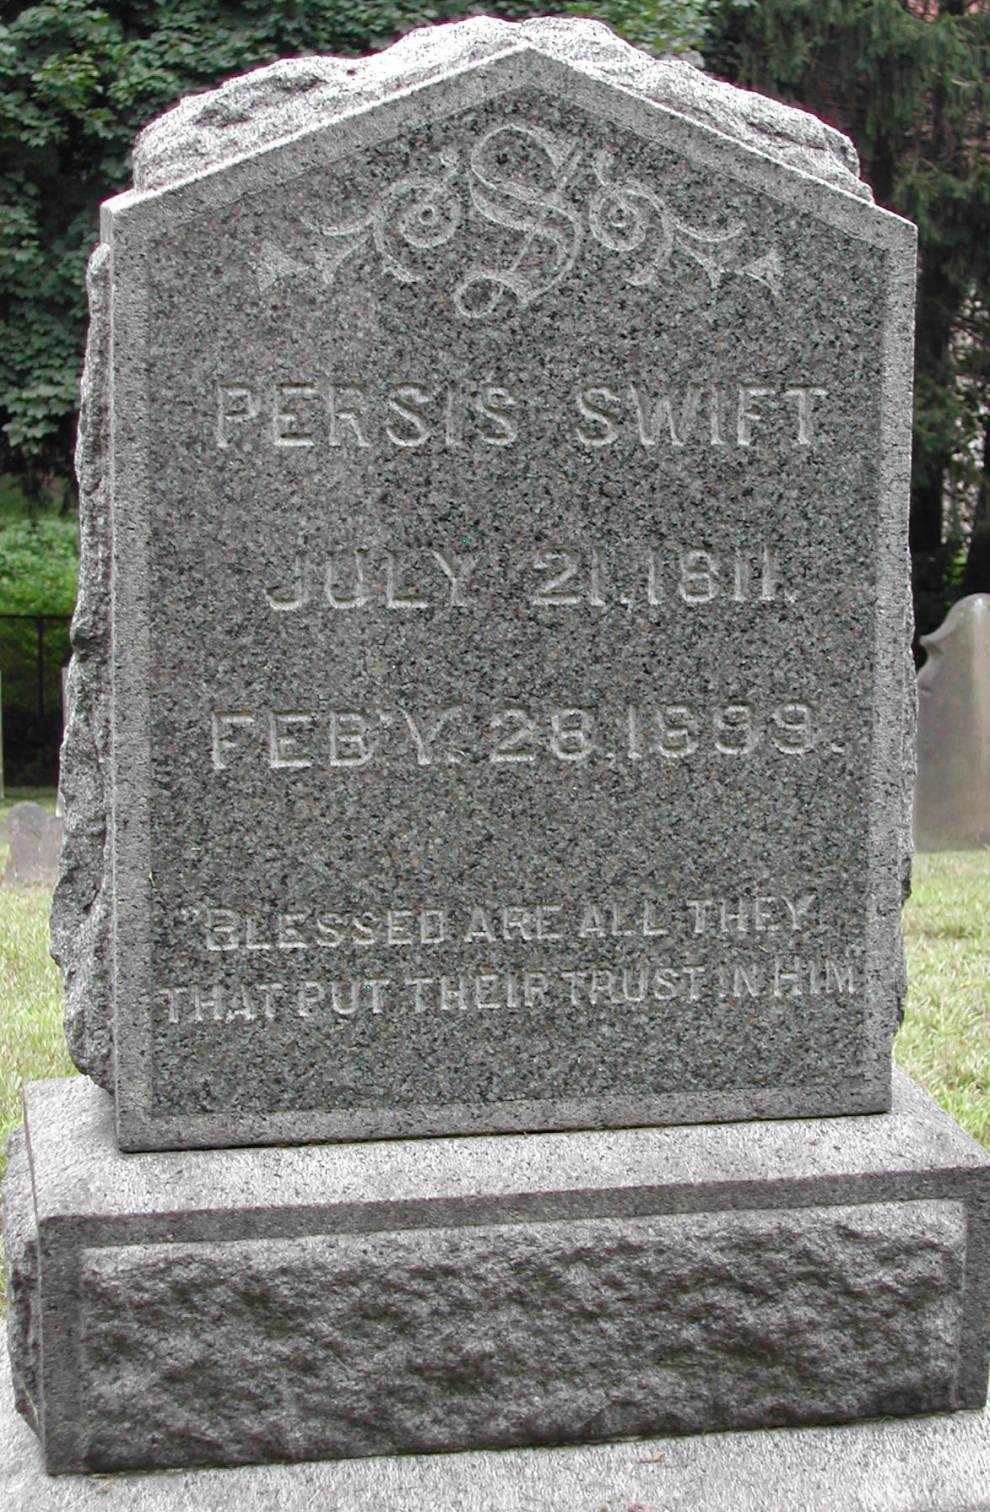 S
PERSIS SWIFT
JULY 21, 1811.
FEB'Y. 28, 1899.
"BLESSED ARE ALL THEY
THAT PUT THEIR TRUST IN HIM"